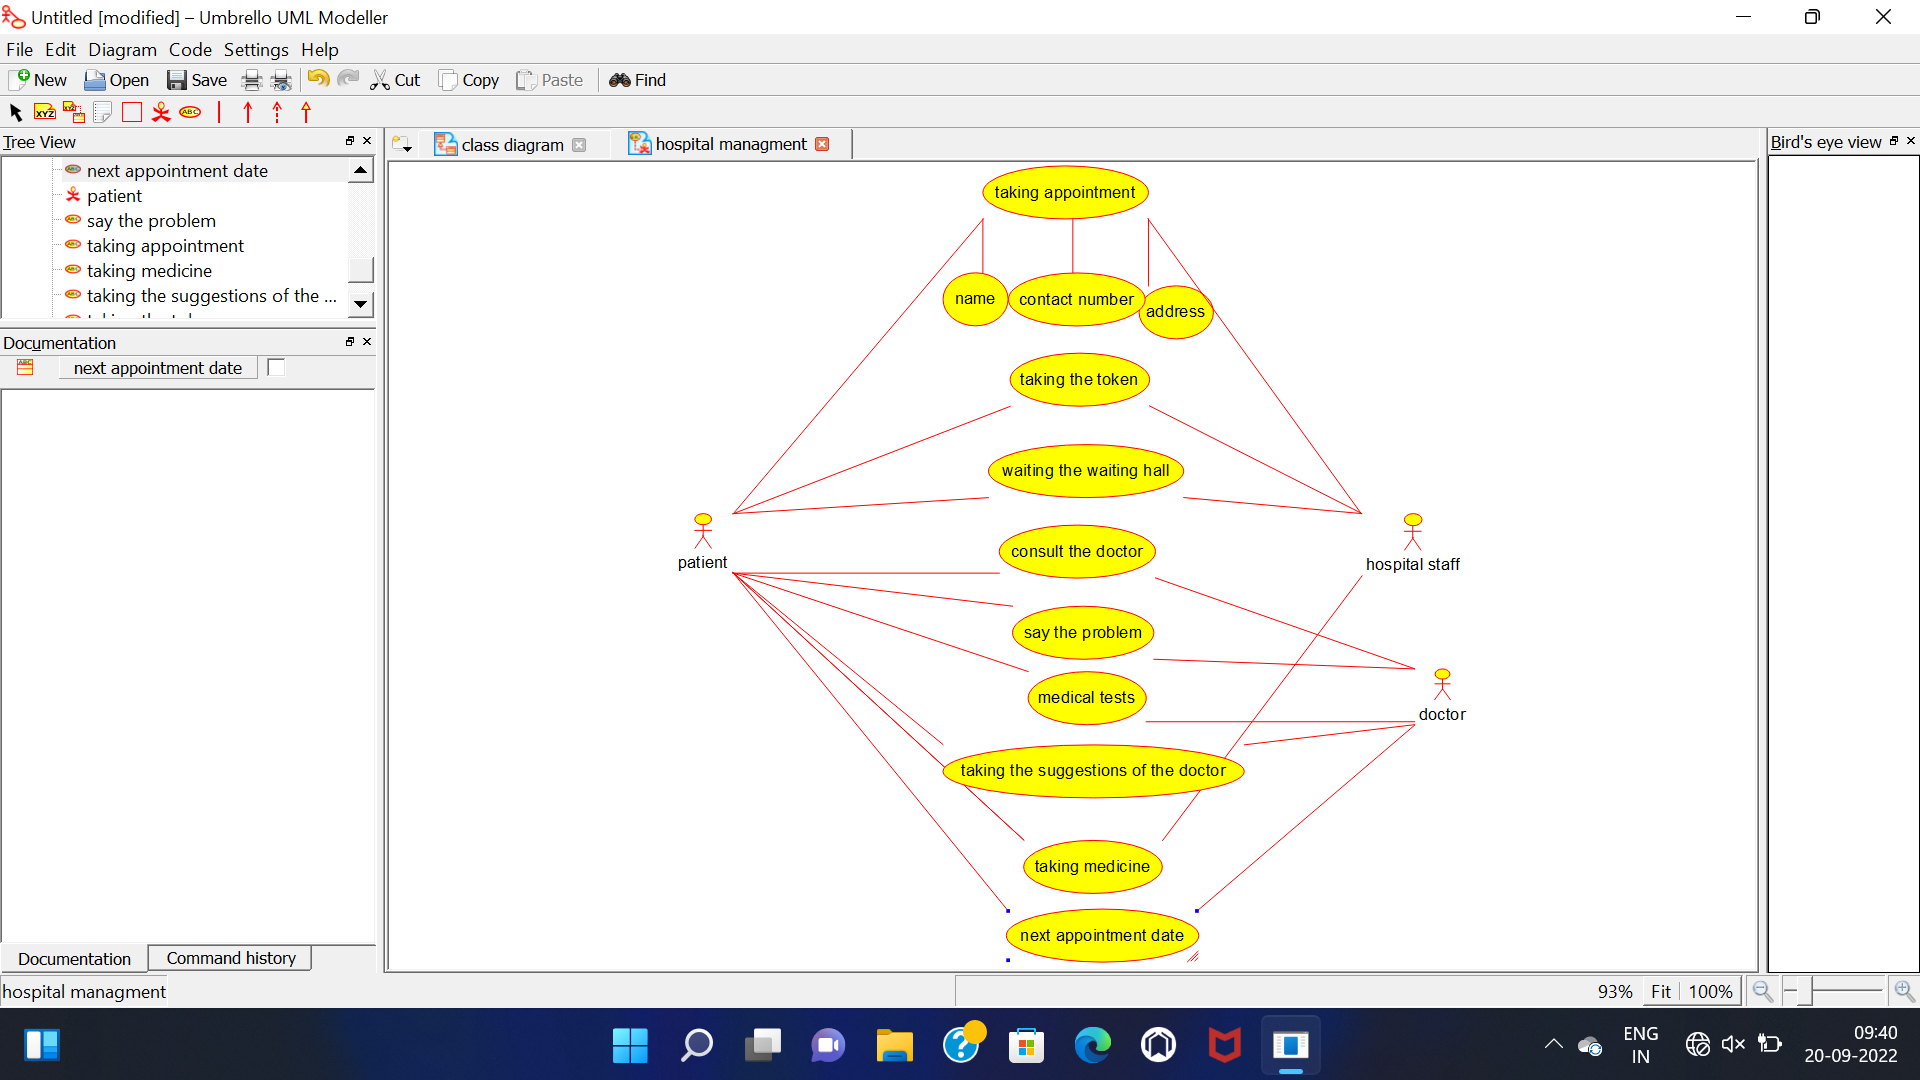 Untitled [modified] – Umbrello UML Modeller
File Edit Diagram Code Settings Help
New Open Save Cut Copy Paste Find
XYZ XYZ ABC
Tree View
next appointment date
patient
say the problem
taking appointment
taking medicine
taking the suggestions of the ...
Documentation
next appointment date
Documentation Command history
class diagram
hospital managment
taking appointment
name
contact number
address
taking the token
waiting the waiting hall
patient
consult the doctor
hospital staff
say the problem
medical tests
doctor
taking the suggestions of the doctor
taking medicine
next appointment date
Bird's eye view
hospital managment
93% Fit 100%
ENG
IN
09:40
20-09-2022